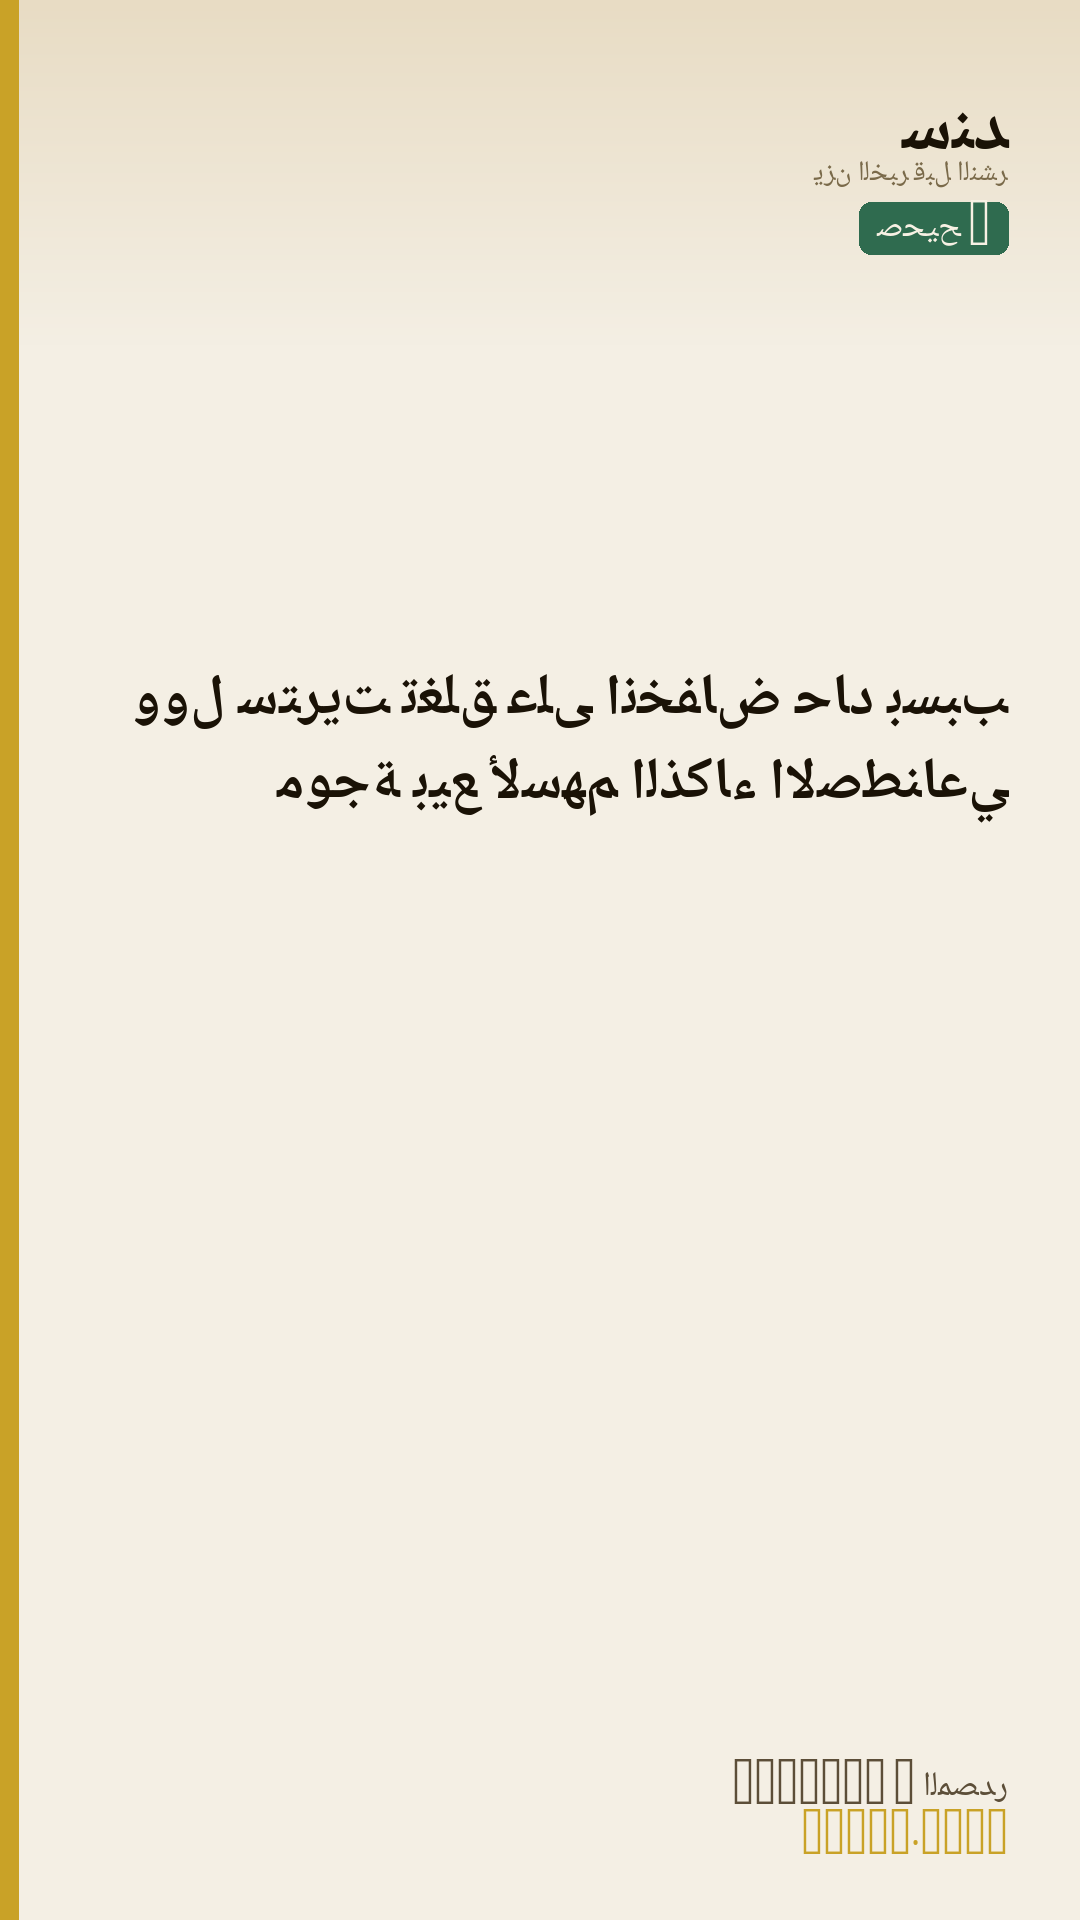 سند
يزن الخبر قبل النشر
صحيح
وول ستريت تغلق على انخفاض حاد بسبب
موجة بيع لأسهم الذكاء الاصطناعي
المصدر